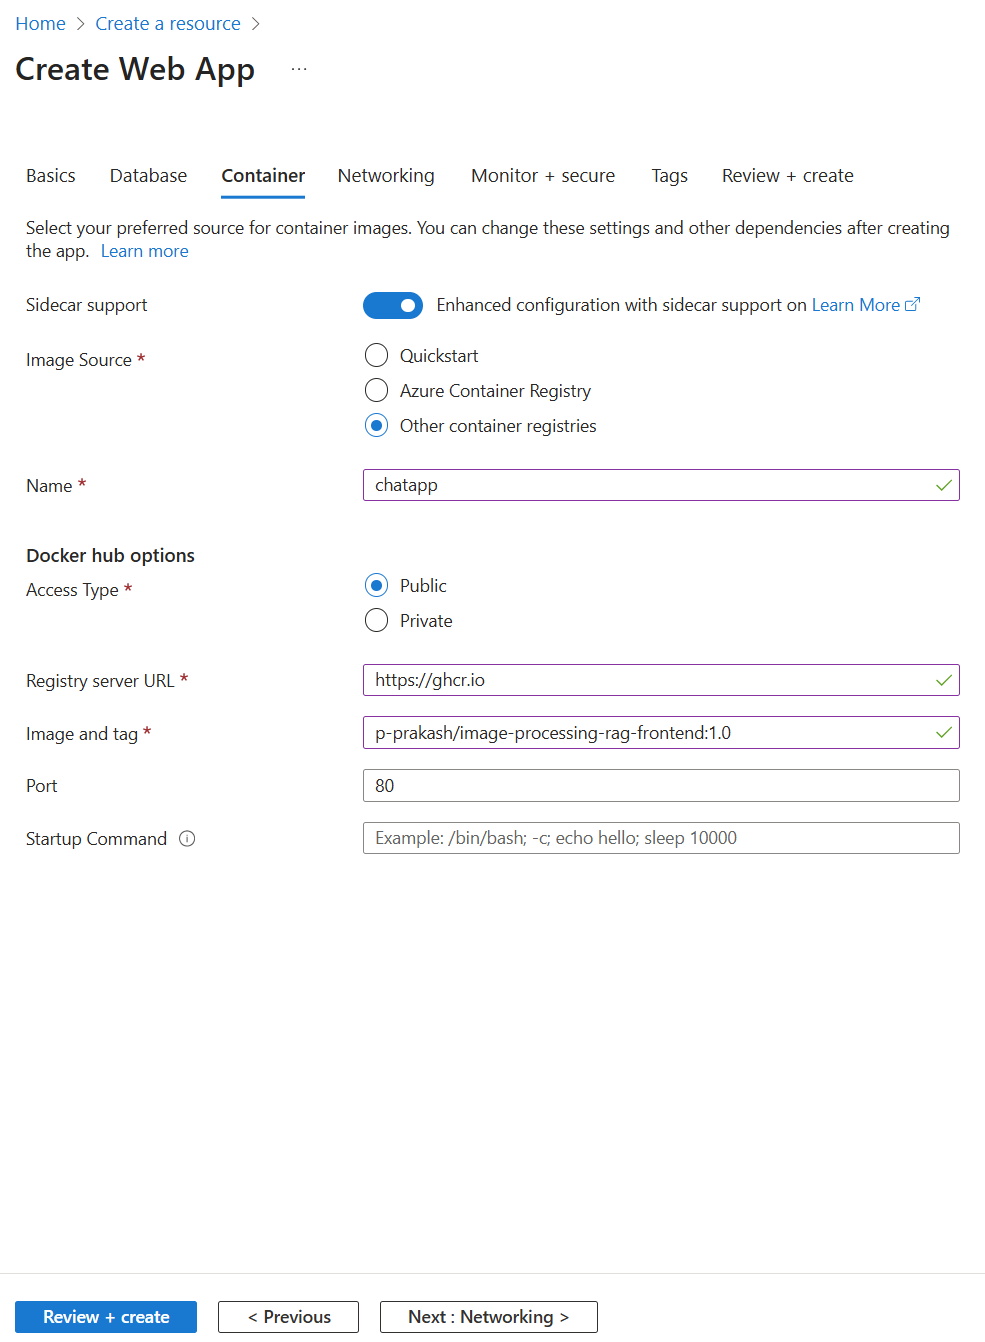 Home > Create a resource >
Create Web App ...
Basics Database Container Networking Monitor + secure Tags Review + create
Select your preferred source for container images. You can change these settings and other dependencies after creating
the app. Learn more
Sidecar support Enhanced configuration with sidecar support on Learn More
Image Source * Quickstart
Azure Container Registry
Other container registries
Name * chatapp
Docker hub options
Access Type * Public
Private
Registry server URL * https://ghcr.io
Image and tag * p-prakash/image-processing-rag-frontend:1.0
Port 80
Startup Command Example: /bin/bash; -c; echo hello; sleep 10000
Review + create < Previous Next : Networking >